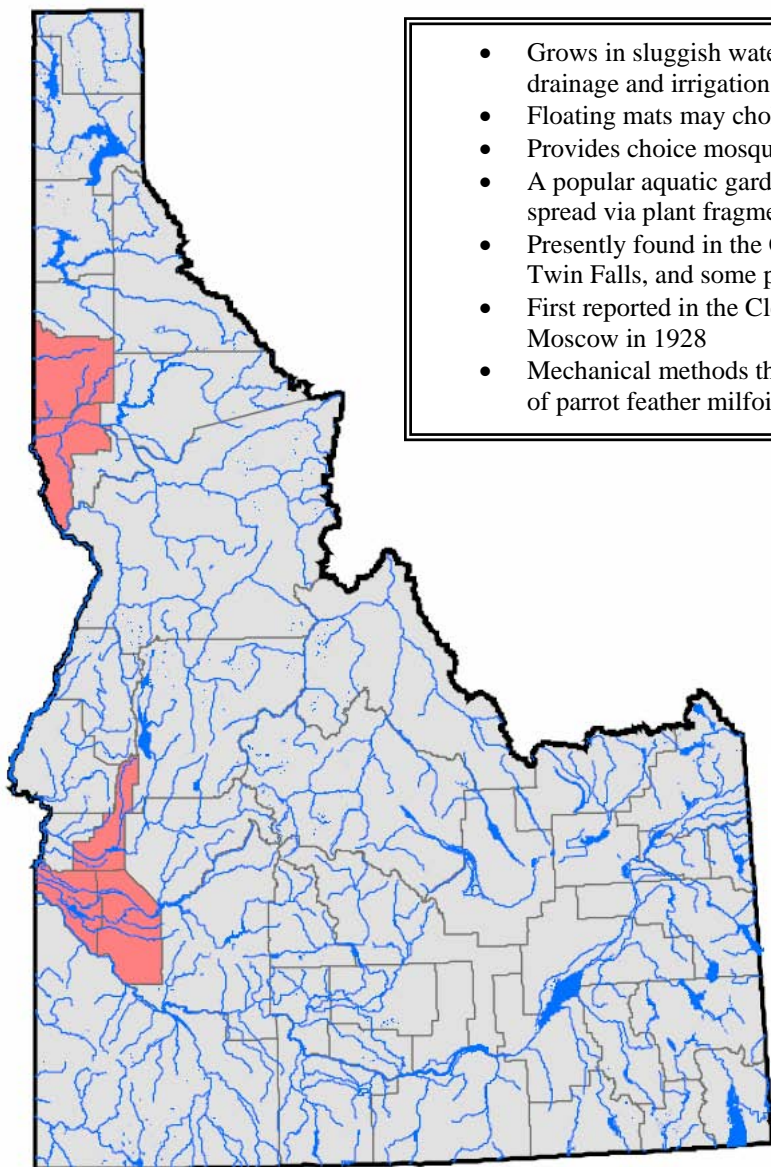 • Grows in sluggish wate
drainage and irrigation
• Floating mats may cho
• Provides choice mosqu
• A popular aquatic gard
spread via plant fragme
• Presently found in the
Twin Falls, and some p
• First reported in the Cl
Moscow in 1928
• Mechanical methods th
of parrot feather milfoi